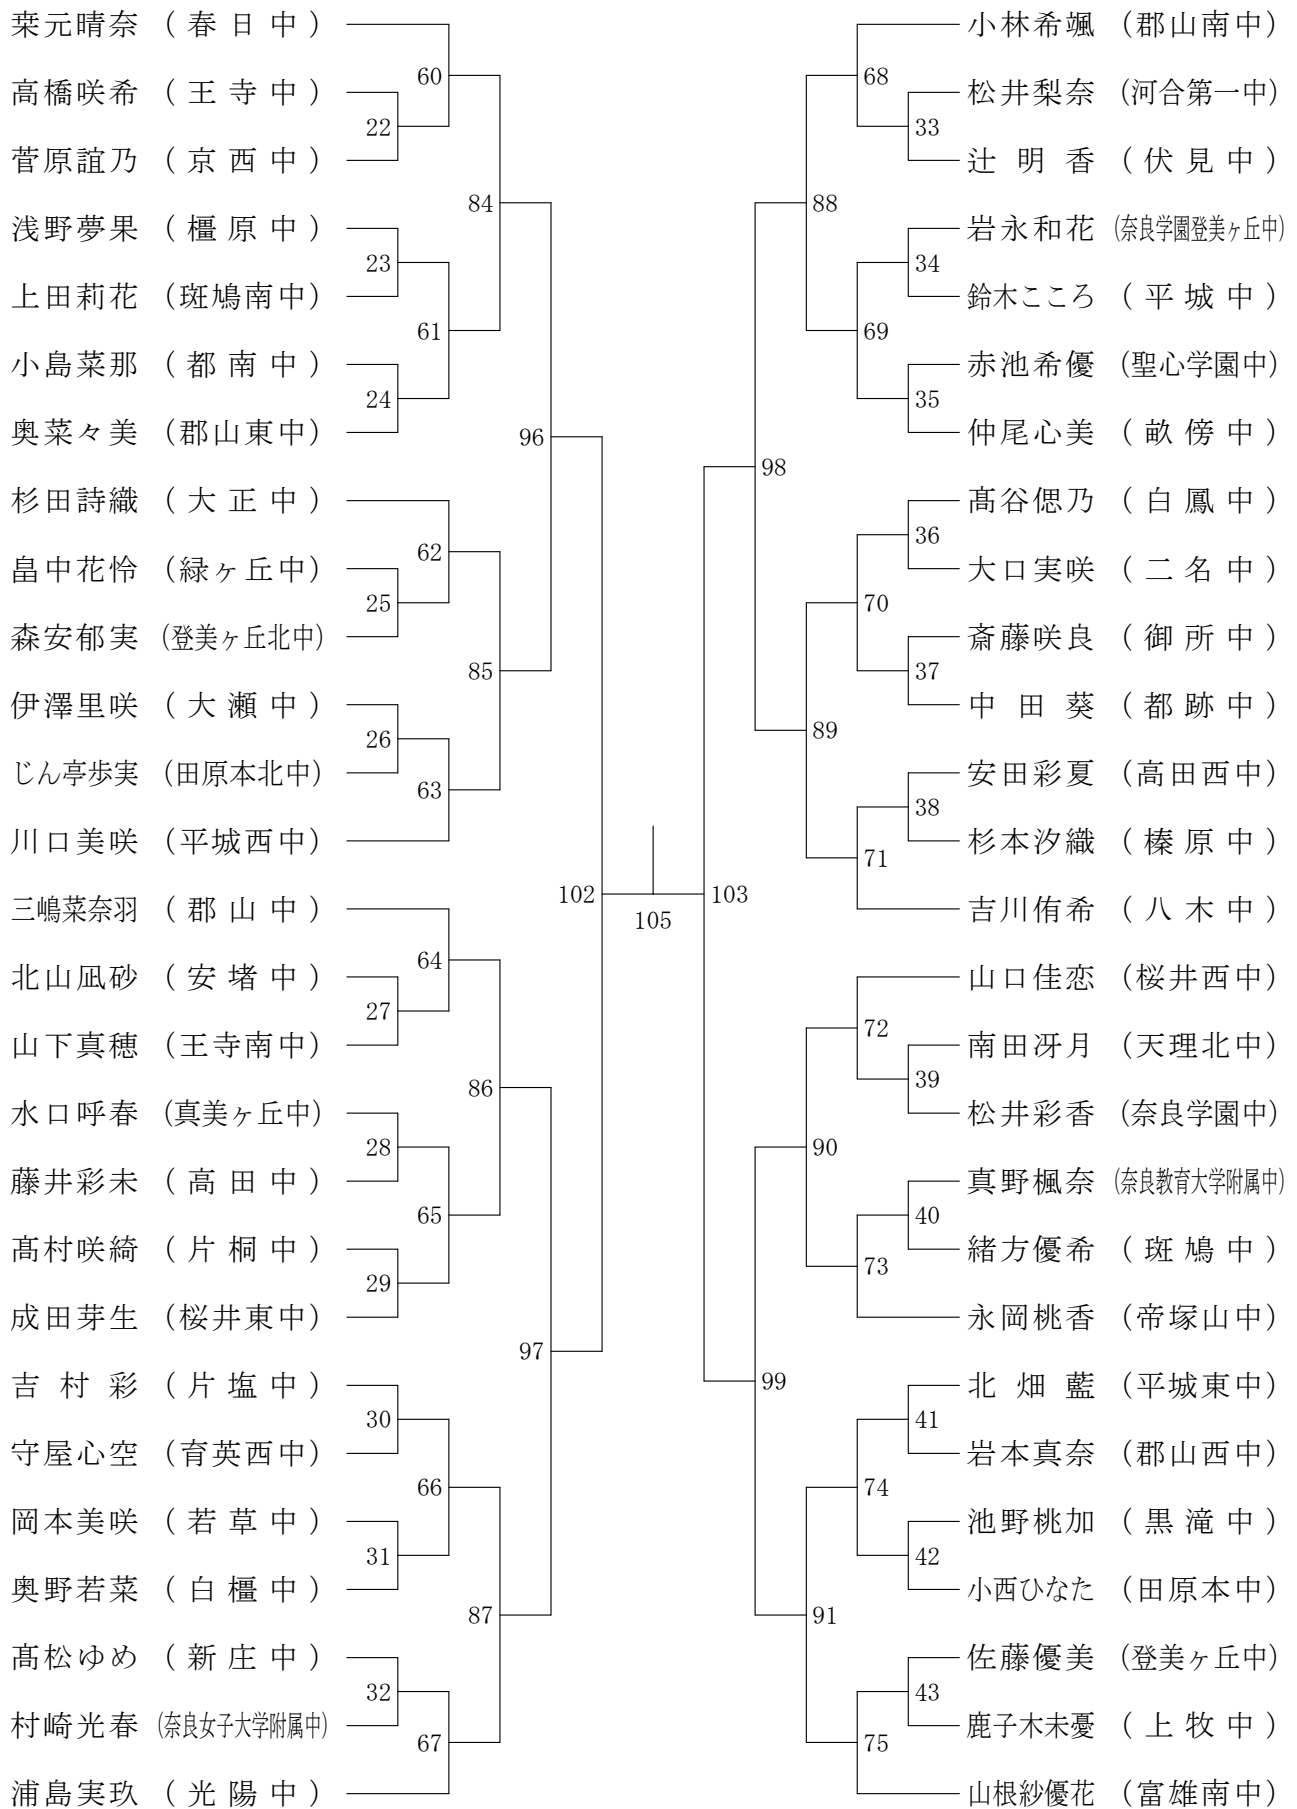 桒元晴奈 (春日中)
高橋咲希 (王寺中)
菅原誼乃 (京西中)
浅野夢果 (橿原中)
上田莉花 (斑鳩南中)
小島菜那 (都南中)
奥菜々美 (郡山東中)
杉田詩織 (大正中)
畠中花怜 (緑ヶ丘中)
森安郁実 (登美ヶ丘北中)
伊澤里咲 (大瀬中)
じん亭歩実 (田原本北中)
川口美咲 (平城西中)
三嶋菜奈羽 (郡山中)
北山凪砂 (安堵中)
山下真穂 (王寺南中)
水口呼春 (真美ヶ丘中)
藤井彩未 (高田中)
髙村咲綺 (片桐中)
成田芽生 (桜井東中)
吉村彩 (片塩中)
守屋心空 (育英西中)
岡本美咲 (若草中)
奥野若菜 (白橿中)
髙松ゆめ (新庄中)
村崎光春 (奈良女子大学附属中)
浦島実玖 (光陽中)
60
22
84
23
61
24
96
62
25
85
26
63
102
64
27
86
28
65
29
97
30
66
31
87
32
67
105
103
68
33
88
34
69
35
98
36
70
37
89
38
71
72
39
90
40
73
99
41
74
42
91
43
75
小林希颯 (郡山南中)
松井梨奈 (河合第一中)
辻明香 (伏見中)
岩永和花 (奈良学園登美ヶ丘中)
鈴木こころ (平城中)
赤池希優 (聖心学園中)
仲尾心美 (畝傍中)
髙谷偲乃 (白鳳中)
大口実咲 (二名中)
斎藤咲良 (御所中)
中田葵 (都跡中)
安田彩夏 (高田西中)
杉本汐織 (榛原中)
吉川侑希 (八木中)
山口佳恋 (桜井西中)
南田冴月 (天理北中)
松井彩香 (奈良学園中)
真野楓奈 (奈良教育大学附属中)
緒方優希 (斑鳩中)
永岡桃香 (帝塚山中)
北畑藍 (平城東中)
岩本真奈 (郡山西中)
池野桃加 (黒滝中)
小西ひなた (田原本中)
佐藤優美 (登美ヶ丘中)
鹿子木未憂 (上牧中)
山根紗優花 (富雄南中)